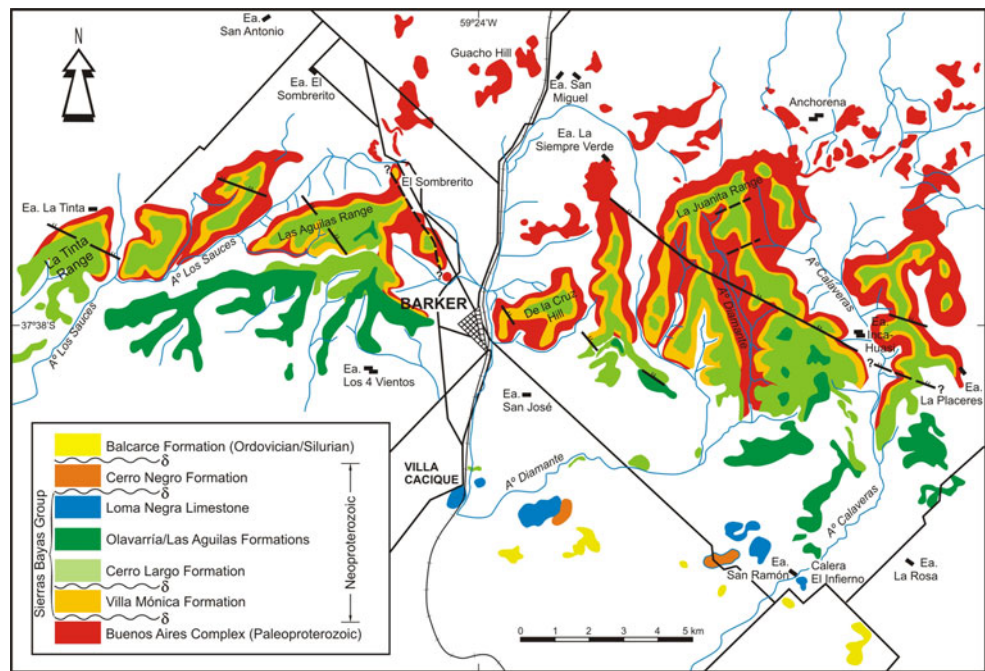 N
Ea.
San Antonio
59°24'W
Guacho Hill
Ea. El
Sombrerito
Ea. San
Miguel
Anchorena
Ea. La
Siempre Verde
?
El Sombrerito
La Juanita Range
Ea. La Tinta
Las Aguilas Range
La Tinta
Range
Aº Los Sauces
Aº Calaveras
?
BARKER
De la Cruz
Hill
Aº Diamante
37°38'S
Aº Los Sauces
Ea.
Inca-
Huasi
Ea.
Los 4 Vientos
?
?
Ea.
La Placeres
Ea.
San José
Balcarce Formation (Ordovician/Silurian)
δ
Cerro Negro Formation
δ
Loma Negra Limestone
Olavarría/Las Aguilas Formations
Cerro Largo Formation
δ
Villa Mónica Formation
δ
Buenos Aires Complex (Paleoproterozoic)
Sierras Bayas Group
Neoproterozoic
VILLA
CACIQUE
Aº Diamante
Aº Calaveras
Ea.
San Ramón
Calera
El Infierno
Ea.
La Rosa
0 1 2 3 4 5 km